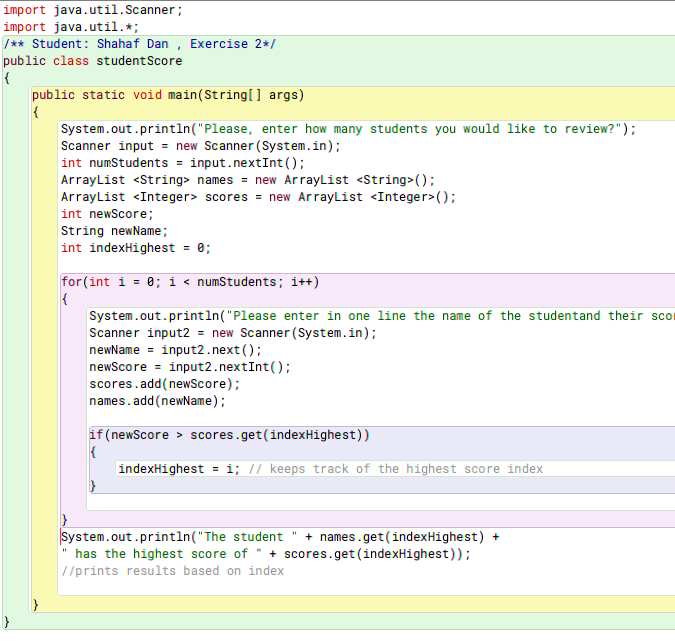 import java.util.Scanner;
import java.util.*;
/** Student: Shahaf Dan , Exercise 2*/
public class studentScore
{
public static void main(String[] args)
{
System.out.println("Please, enter how many students you would like to review?");
Scanner input = new Scanner(System.in);
int numStudents = input.nextInt();
ArrayList <String> names = new ArrayList <String>();
ArrayList <Integer> scores = new ArrayList <Integer>();
int newScore;
String newName;
int indexHighest = 0;
for(int i = 0; i < numStudents; i++)
{
System.out.println("Please enter in one line the name of the studentand their
Scanner input2 = new Scanner(System.in);
newName = input2.next();
newScore = input2.nextInt();
scores.add(newScore);
names.add(newName);
if(newScore > scores.get(indexHighest))
{
indexHighest = i; // keeps track of the highest score index
}
}
System.out.println("The student " + names.get(indexHighest) +
" has the highest score of " + scores.get(indexHighest));
//prints results based on index
}
}